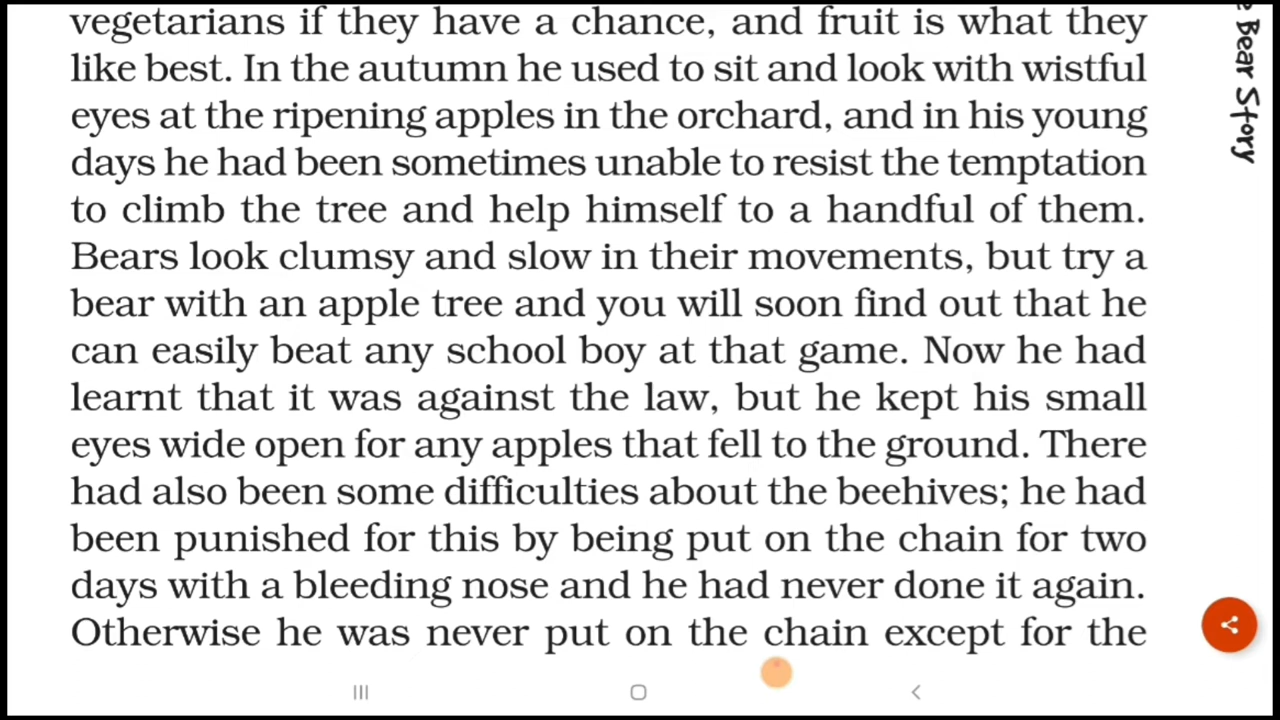 vegetarians if they have a chance, and fruit is what they
like best. In the autumn he used to sit and look with wistful
eyes at the ripening apples in the orchard, and in his young
days he had been sometimes unable to resist the temptation
to climb the tree and help himself to a handful of them.
Bears look clumsy and slow in their movements, but try a
bear with an apple tree and you will soon find out that he
can easily beat any school boy at that game. Now he had
learnt that it was against the law, but he kept his small
eyes wide open for any apples that fell to the ground. There
had also been some difficulties about the beehives; he had
been punished for this by being put on the chain for two
days with a bleeding nose and he had never done it again.
Otherwise he was never put on the chain except for the
e Bear Story